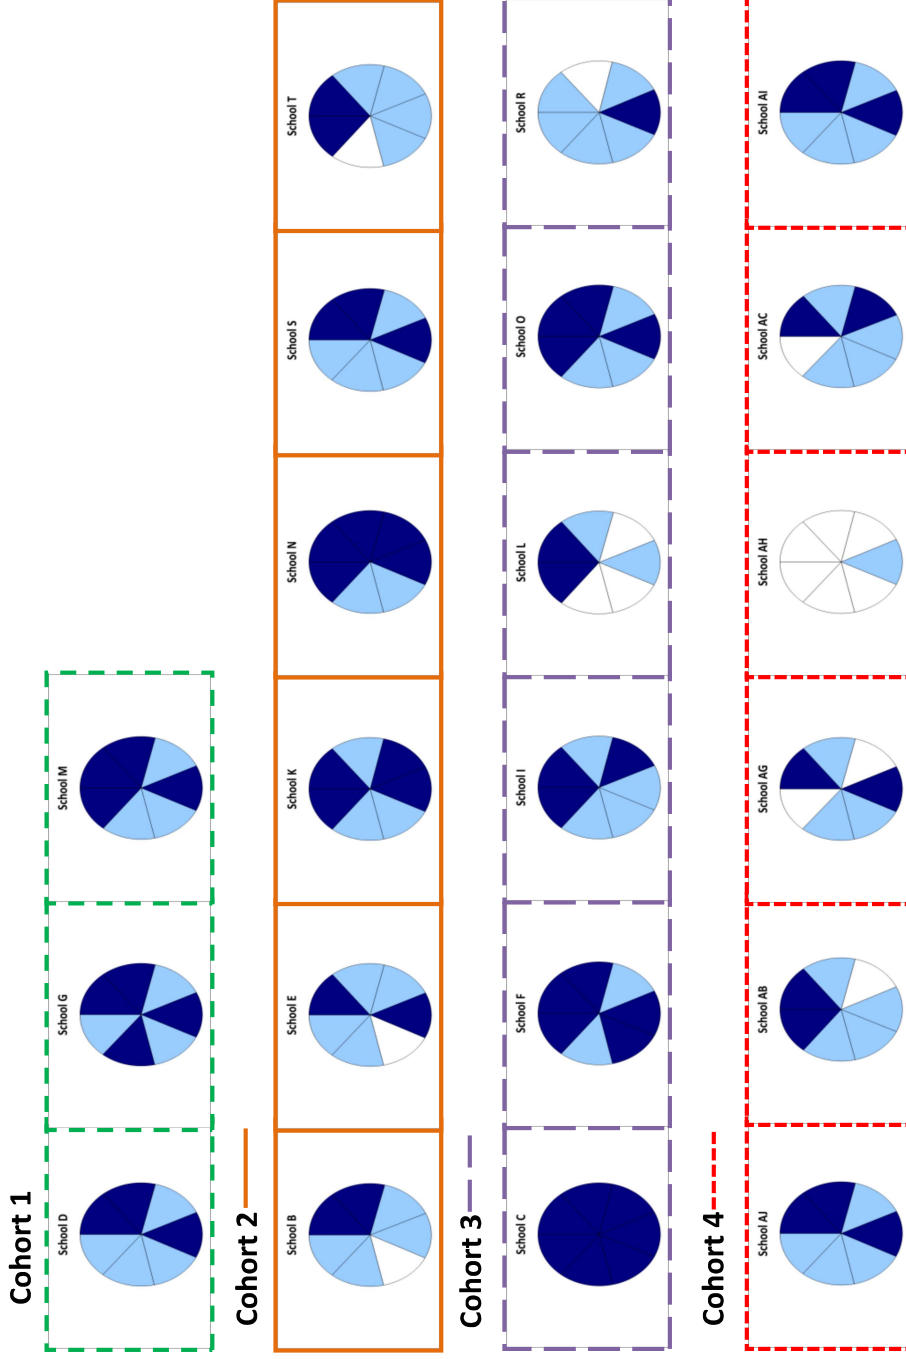 Cohort 1
School D
School G
School M
Cohort 2
School B
School E
School K
School N
School S
School T
Cohort 3
School C
School F
School I
School L
School O
School R
Cohort 4
School AJ
School AB
School AG
School AH
School AC
School AI